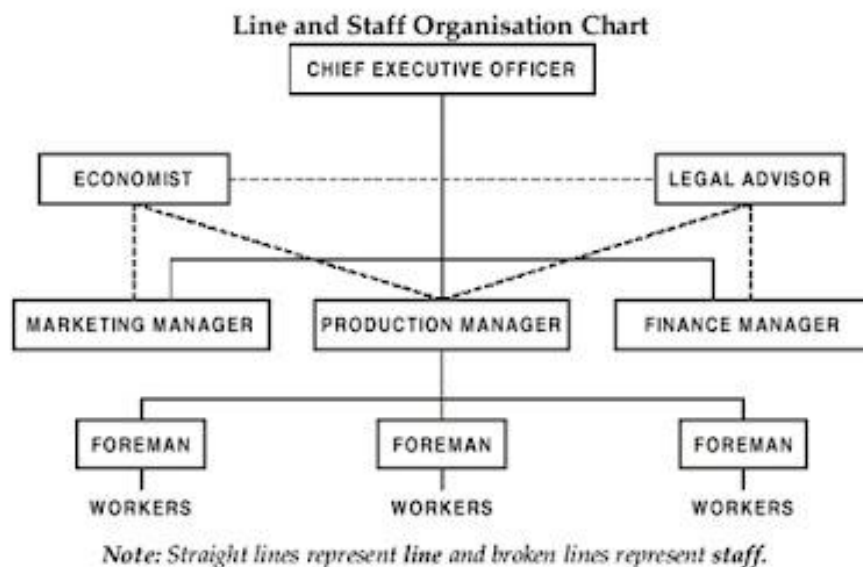 Line and Staff Organisation Chart
CHIEF EXECUTIVE OFFICER
ECONOMIST
LEGAL ADVISOR
MARKETING MANAGER
PRODUCTION MANAGER
FINANCE MANAGER
FOREMAN
FOREMAN
FOREMAN
WORKERS
WORKERS
WORKERS
Note: Straight lines represent line and broken lines represent staff.